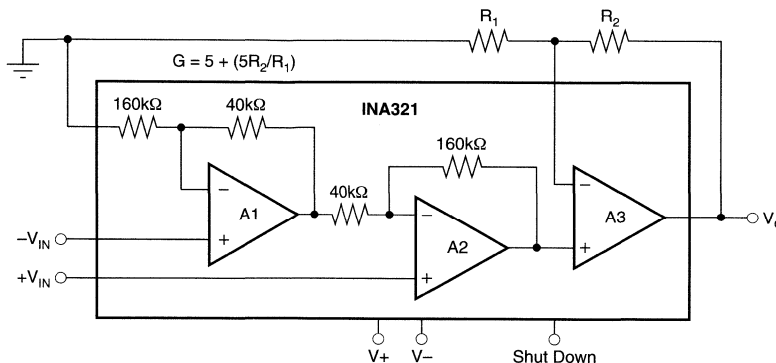 R1 R2
G = 5 + (5R2/R1)
INA321
160kΩ 40kΩ
160kΩ
40kΩ
−
A1
+
−
A2
+
−
A3
+
−VIN
+VIN
V+ V− Shut Down